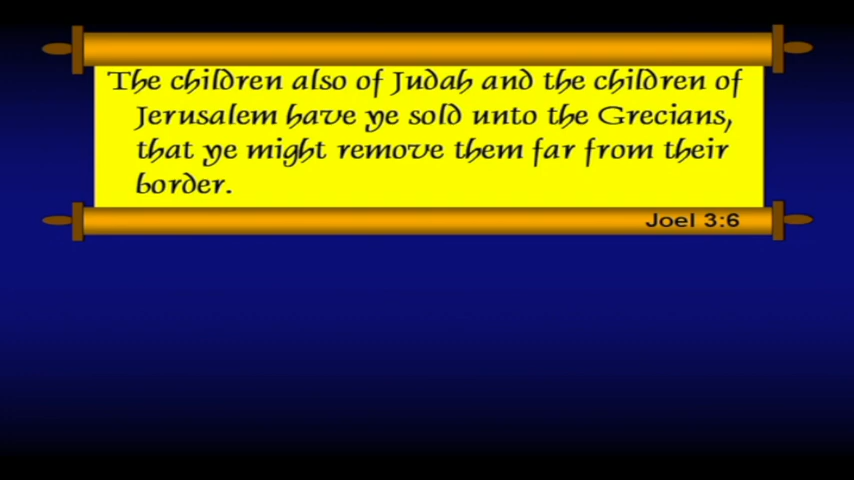 The children also of Judah and the children of
Jerusalem have ye sold unto the Grecians,
that ye might remove them far from their
border.
Joel 3:6